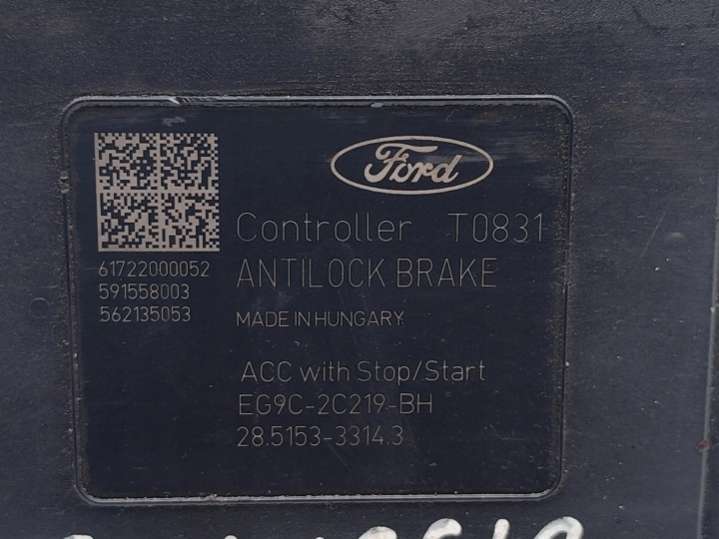 Ford
Controller T0831
61722000052
591558003
562135053
ANTILOCK BRAKE
MADE IN HUNGARY
ACC with Stop/Start
EG9C-2C219-BH
28.5153-3314.3